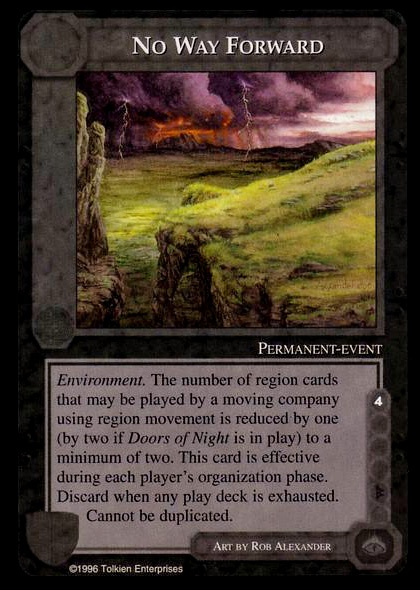 No Way Forward
Permanent-event
Environment. The number of region cards
that may be played by a moving company
using region movement is reduced by one
(by two if Doors of Night is in play) to a
minimum of two. This card is effective
during each player's organization phase.
Discard when any play deck is exhausted.
Cannot be duplicated.
4
Art by Rob Alexander
©1996 Tolkien Enterprises